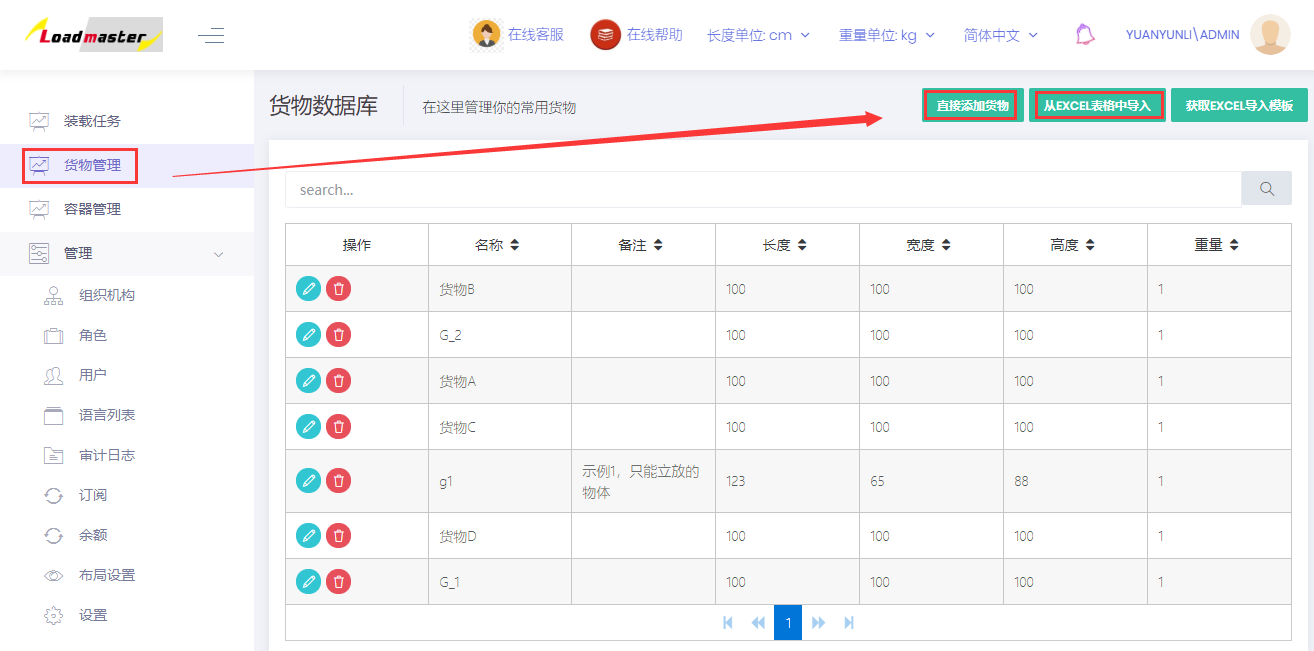 Loadmaster
在线客服
在线帮助
长度单位: cm
重量单位: kg
简体中文
YUANYUNLI\ADMIN
装载任务
货物管理
容器管理
管理
组织机构
角色
用户
语言列表
审计日志
订阅
余额
布局设置
设置
货物数据库
在这里管理你的常用货物
直接添加货物
从EXCEL表格中导入
获取EXCEL导入模板
search...
操作 名称 备注 长度 宽度 高度 重量
货物B 100 100 100 1
G_2 100 100 100 1
货物A 100 100 100 1
货物C 100 100 100 1
g1 示例1，只能立放的 123 65 88 1
物体
货物D 100 100 100 1
G_1 100 100 100 1
1